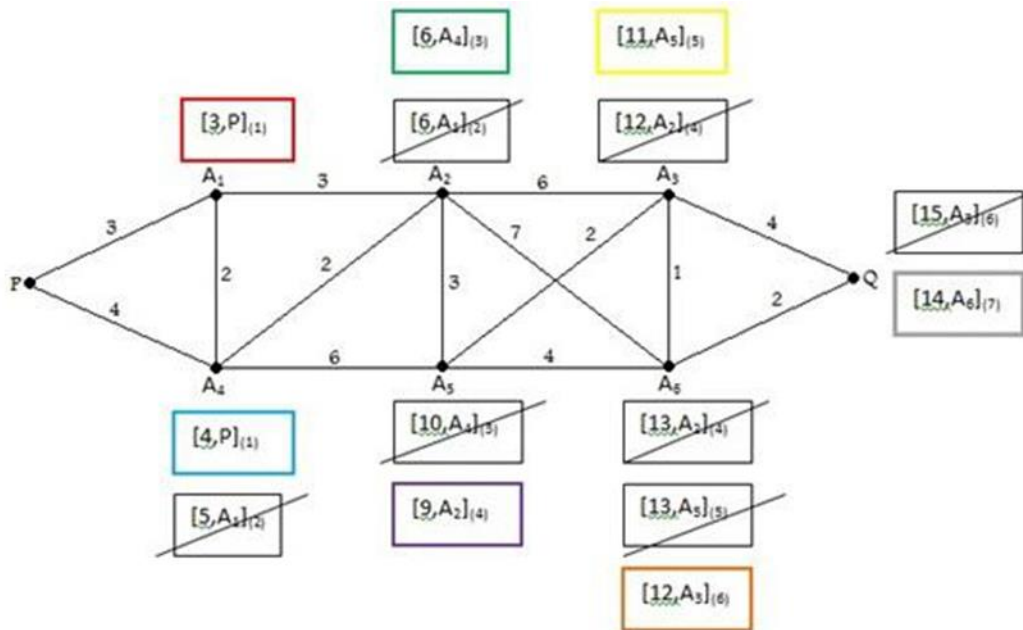 [6,A₄]₍₃₎
[11,A₅]₍₅₎
[3,P]₍₁₎
[6,A₁]₍₂₎
[12,A₂]₍₄₎
A₁
A₂
A₃
3
6
[15,A₃]₍₆₎
3
7
2
4
2
2
3
1
P
Q
2
[14,A₆]₍₇₎
4
6
4
A₄
A₅
A₆
[4,P]₍₁₎
[10,A₄]₍₃₎
[13,A₂]₍₄₎
[5,A₁]₍₂₎
[9,A₂]₍₄₎
[13,A₅]₍₅₎
[12,A₃]₍₆₎